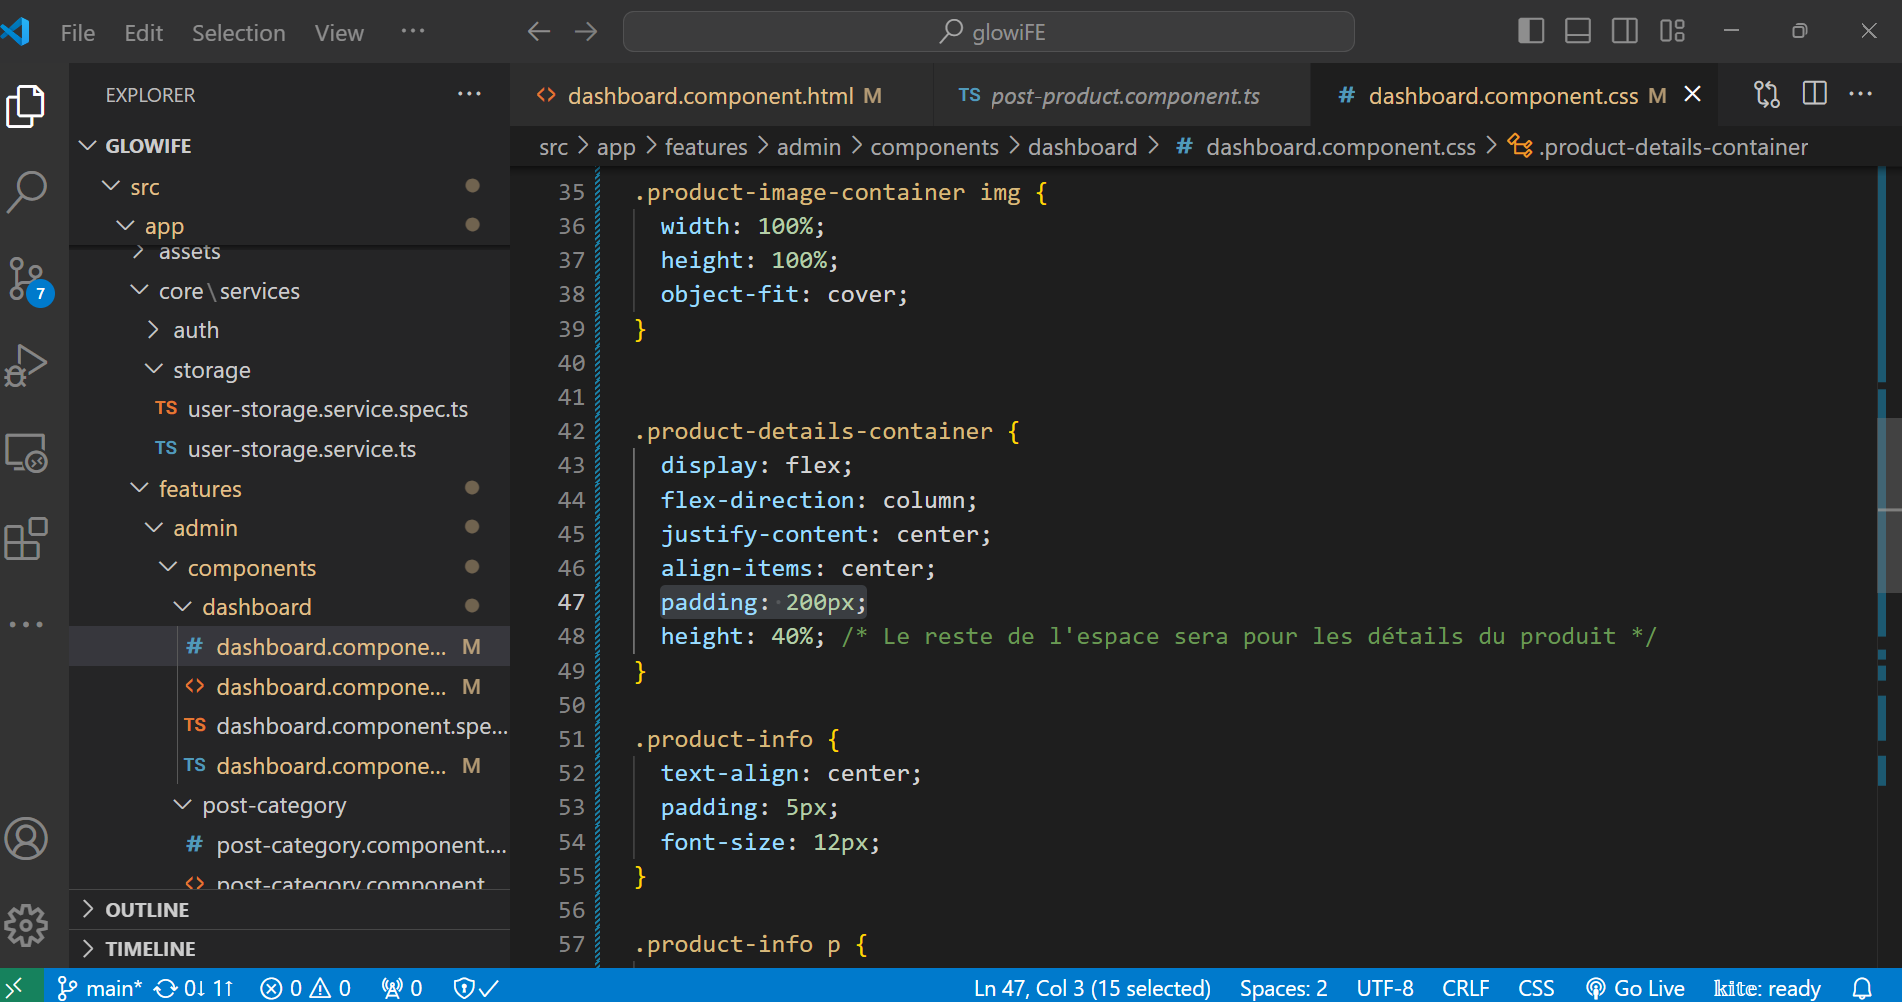 File Edit Selection View ···
glowiFE
EXPLORER
GLOWIFE
src
app
assets
core\services
auth
storage
TS user-storage.service.spec.ts
TS user-storage.service.ts
features
admin
components
dashboard
# dashboard.compone... M
<> dashboard.compone... M
TS dashboard.component.spe...
TS dashboard.compone... M
post-category
# post-category.component....
<> post-category.component
OUTLINE
TIMELINE
7
<> dashboard.component.html M
TS post-product.component.ts
# dashboard.component.css M
src > app > features > admin > components > dashboard > # dashboard.component.css > .product-details-container
35 .product-image-container img {
36 width: 100%;
37 height: 100%;
38 object-fit: cover;
39 }
40
41
42 .product-details-container {
43 display: flex;
44 flex-direction: column;
45 justify-content: center;
46 align-items: center;
47 padding: 200px;
48 height: 40%; /* Le reste de l'espace sera pour les détails du produit */
49 }
50
51 .product-info {
52 text-align: center;
53 padding: 5px;
54 font-size: 12px;
55 }
56
57 .product-info p {
main* 0↓ 1↑ 0 0 0 Ln 47, Col 3 (15 selected) Spaces: 2 UTF-8 CRLF CSS Go Live kite: ready